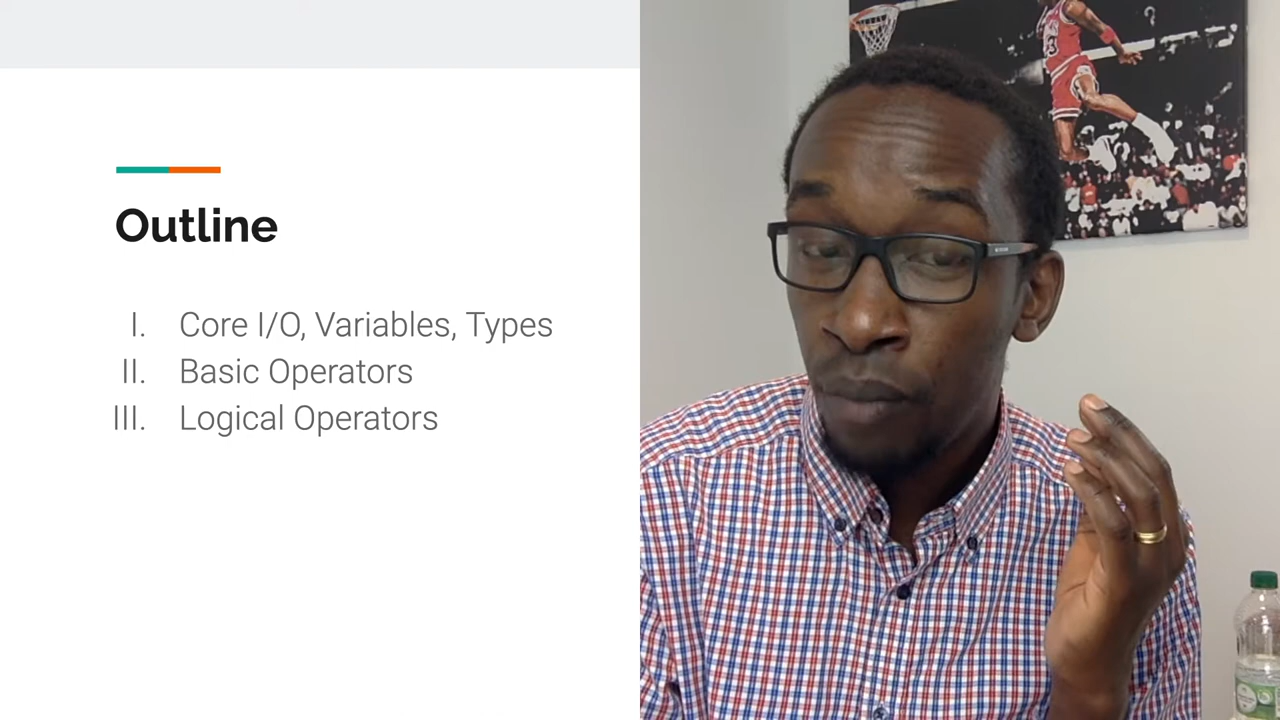 Outline
I. Core I/O, Variables, Types
II. Basic Operators
III. Logical Operators